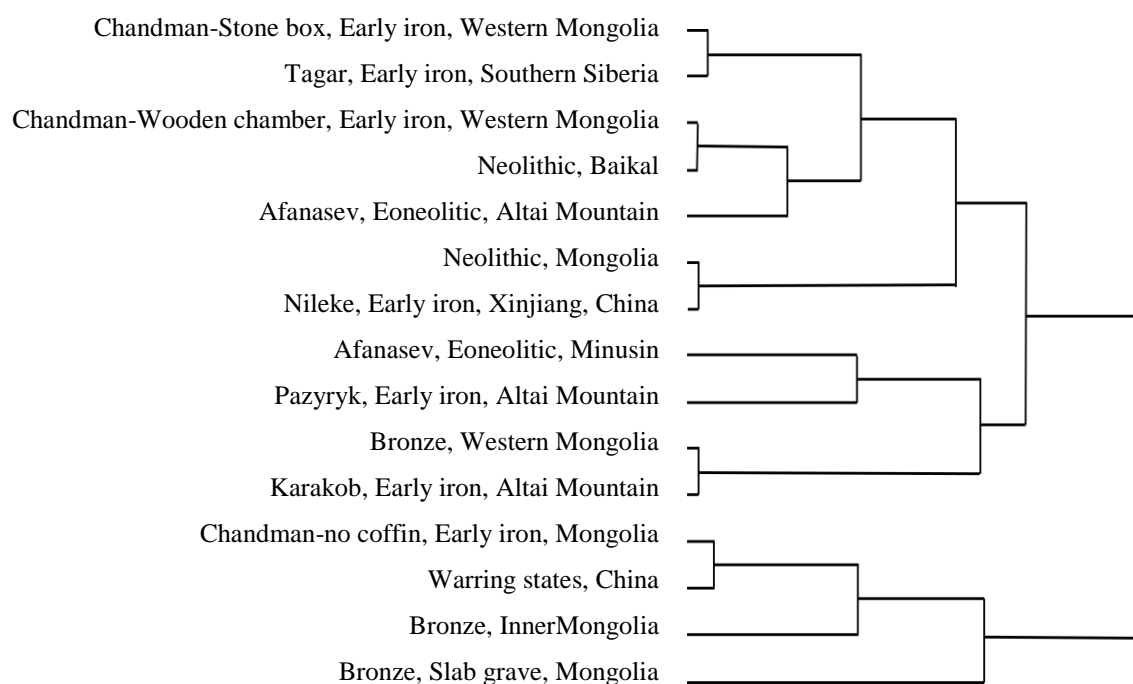 Chandman-Stone box, Early iron, Western Mongolia
Tagar, Early iron, Southern Siberia
Chandman-Wooden chamber, Early iron, Western Mongolia
Neolithic, Baikal
Afanasev, Eoneolitic, Altai Mountain
Neolithic, Mongolia
Nileke, Early iron, Xinjiang, China
Afanasev, Eoneolitic, Minusin
Pazyryk, Early iron, Altai Mountain
Bronze, Western Mongolia
Karakob, Early iron, Altai Mountain
Chandman-no coffin, Early iron, Mongolia
Warring states, China
Bronze, InnerMongolia
Bronze, Slab grave, Mongolia